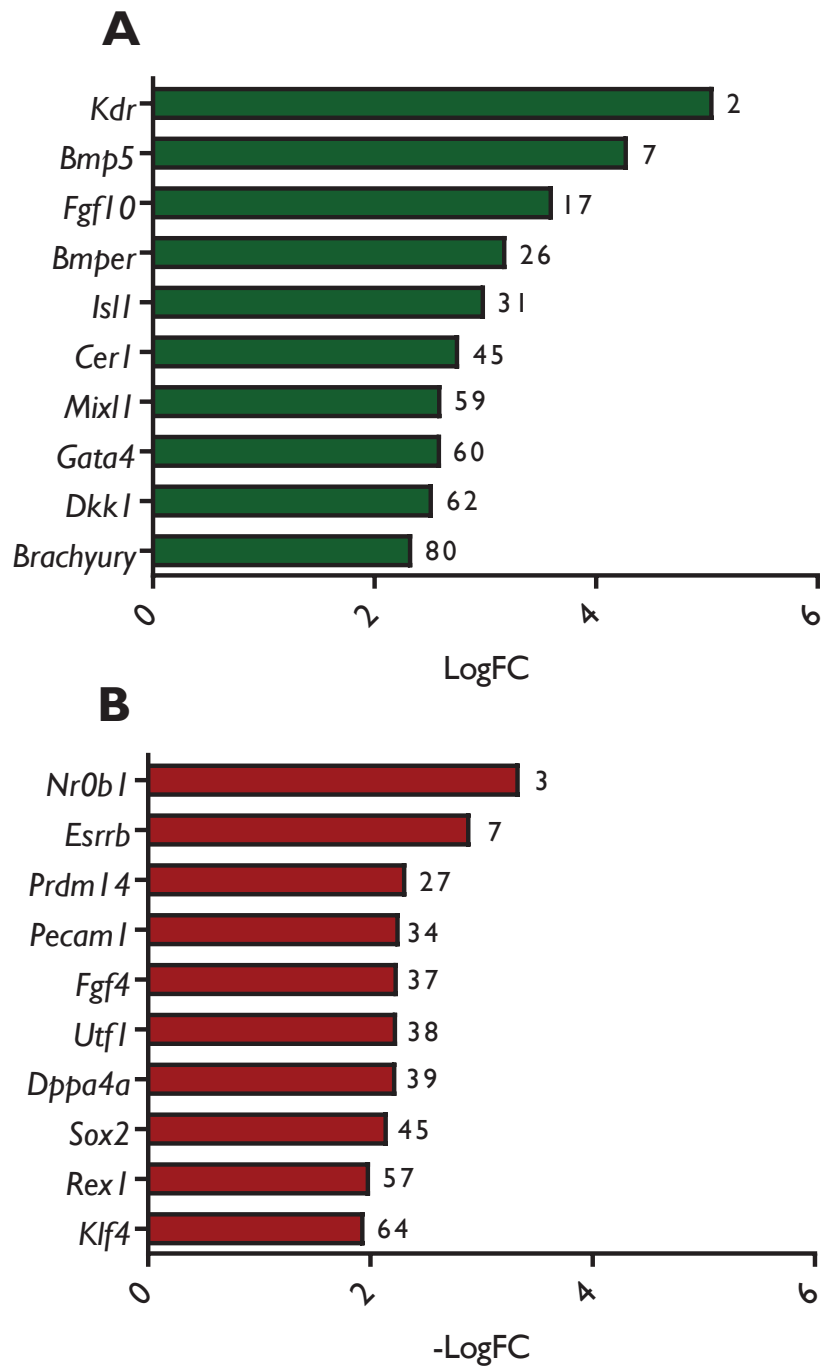 A
Kdr 2
Bmp5 7
Fgf10 17
Bmper 26
Isl1 31
Cer1 45
Mixl1 59
Gata4 60
Dkk1 62
Brachyury 80
0 2 4 6
LogFC
B
Nr0b1 3
Esrrb 7
Prdm14 27
Pecam1 34
Fgf4 37
Utf1 38
Dppa4a 39
Sox2 45
Rex1 57
Klf4 64
0 2 4 6
-LogFC